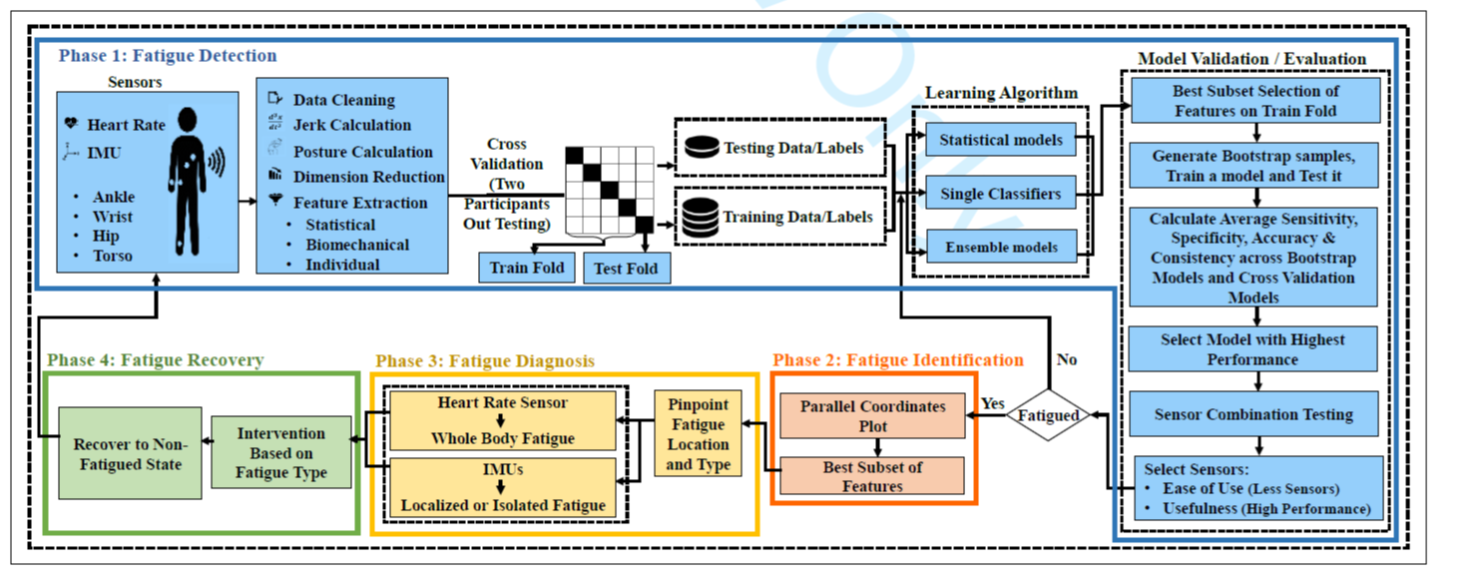 Phase 1: Fatigue Detection
Sensors
Heart Rate
IMU
• Ankle
• Wrist
• Hip
• Torso
Data Cleaning
Jerk Calculation
Posture Calculation
Dimension Reduction
Feature Extraction
• Statistical
• Biomechanical
• Individual
Cross
Validation
(Two
Participants
Out Testing)
Train Fold
Test Fold
Testing Data/Labels
Training Data/Labels
Learning Algorithm
Statistical models
Single Classifiers
Ensemble models
Model Validation / Evaluation
Best Subset Selection of
Features on Train Fold
Generate Bootstrap samples,
Train a model and Test it
Calculate Average Sensitivity,
Specificity, Accuracy &
Consistency across Bootstrap
Models and Cross Validation
Models
Select Model with Highest
Performance
Sensor Combination Testing
Select Sensors:
• Ease of Use (Less Sensors)
• Usefulness (High Performance)
Fatigued
No
Yes
Phase 2: Fatigue Identification
Parallel Coordinates
Plot
Best Subset of
Features
Phase 3: Fatigue Diagnosis
Pinpoint
Fatigue
Location
and Type
Heart Rate Sensor
Whole Body Fatigue
IMUs
Localized or Isolated Fatigue
Phase 4: Fatigue Recovery
Intervention
Based on
Fatigue Type
Recover to Non-
Fatigued State